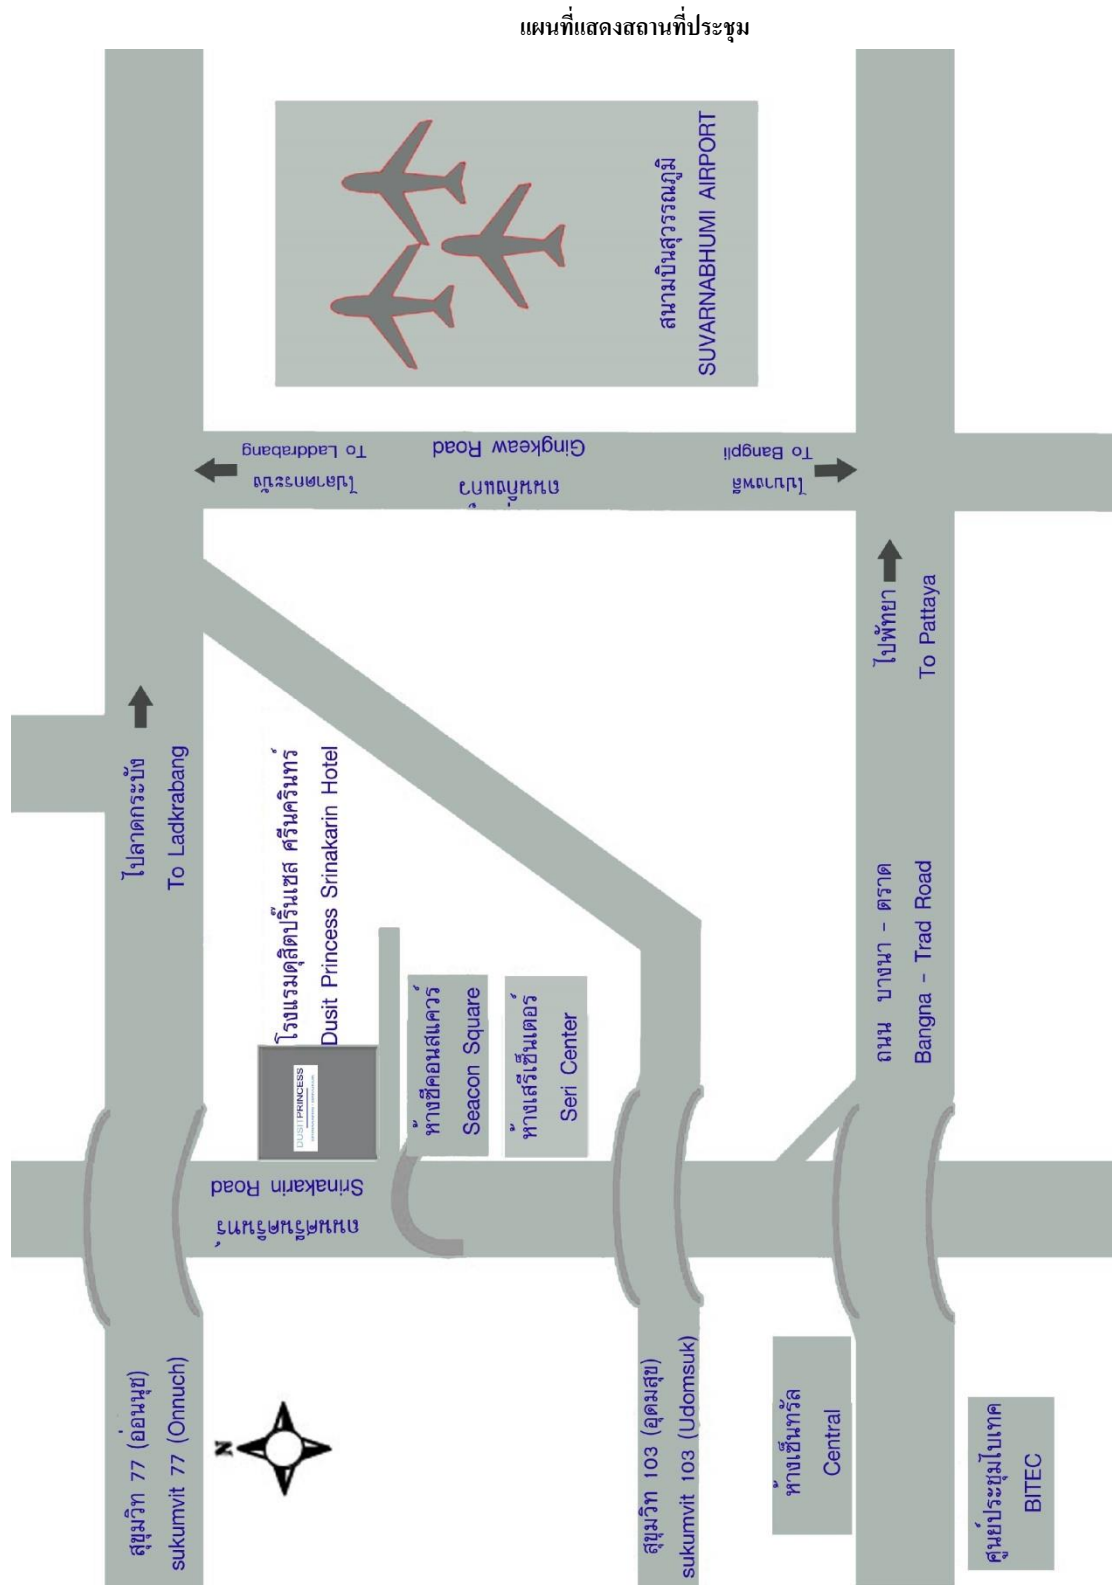 แผนที่แสดงสถานที่ประชุม
สนามบินสุวรรณภูมิ
SUVARNABHUMI AIRPORT
To Laddrabang
ไปลาดกระบัง
Gingkeaw Road
ถนนกิ่งแก้ว
To Bangpli
ไปบางพลี
ไปพัทยา
To Pattaya
ไปลาดกระบัง
To Ladkrabang
โรงแรมดุสิตปริ๊นเซส ศรีนครินทร์
Dusit Princess Srinakarin Hotel
DUSITPRINCESS
ห้างซีคอนสแควร์
Seacon Square
ห้างเสรีเซ็นเตอร์
Seri Center
ถนน บางนา - ตราด
Bangna - Trad Road
Srinakarin Road
ถนนศรีนครินทร์
สุขุมวิท 77 (อ่อนนุช)
sukumvit 77 (Onnuch)
N
สุขุมวิท 103 (อุดมสุข)
sukumvit 103 (Udomsuk)
ห้างเซ็นทรัล
Central
ศูนย์ประชุมไบเทค
BITEC